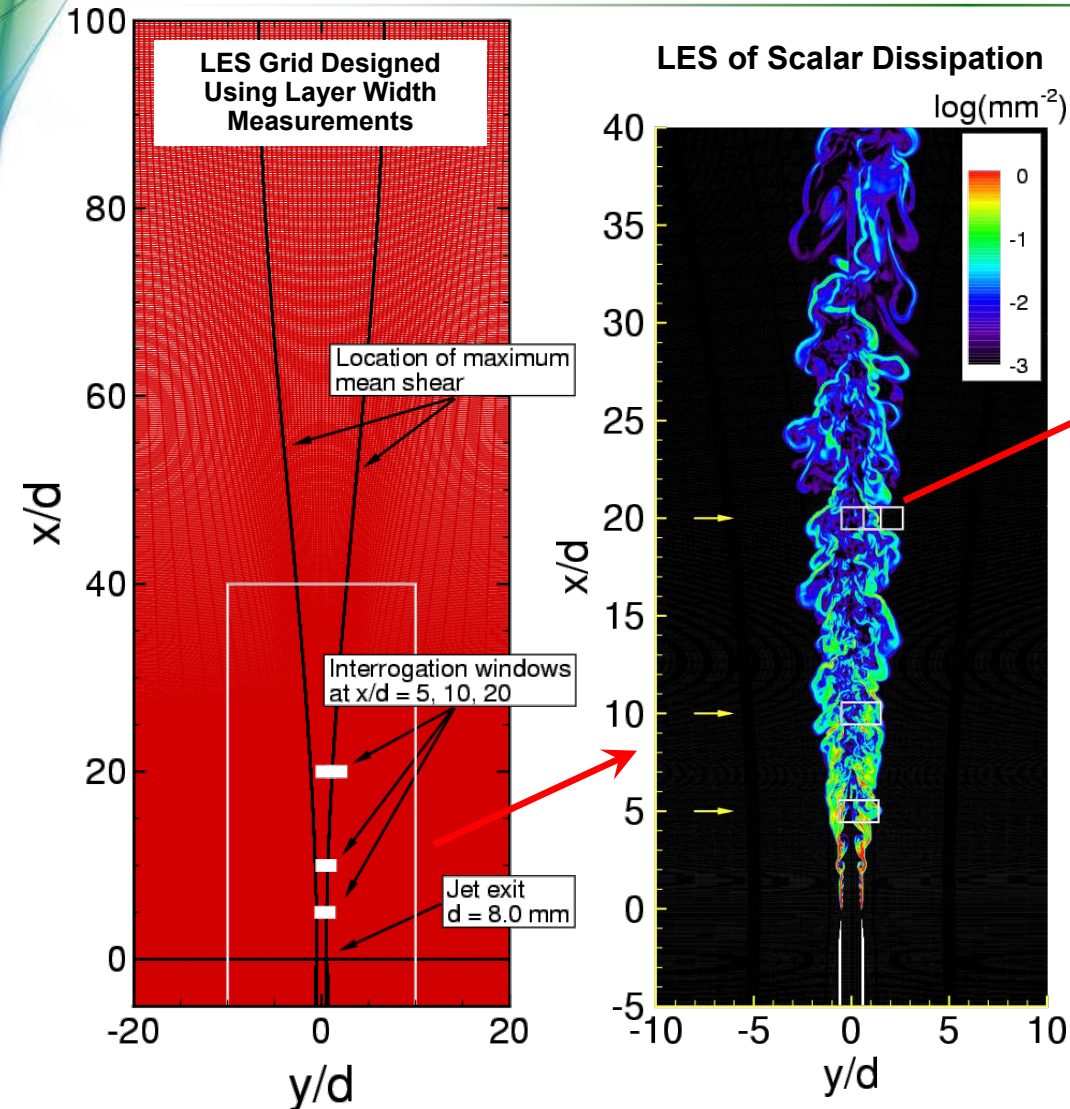 LES Grid Designed
Using Layer Width
Measurements
100
80
60
40
20
0
x/d
-20
0
20
y/d
Location of maximum
mean shear
Interrogation windows
at x/d = 5, 10, 20
Jet exit
d = 8.0 mm
LES of Scalar Dissipation
log(mm⁻²)
0
-1
-2
-3
40
35
30
25
20
15
10
5
0
-5
x/d
-10
-5
0
5
10
y/d